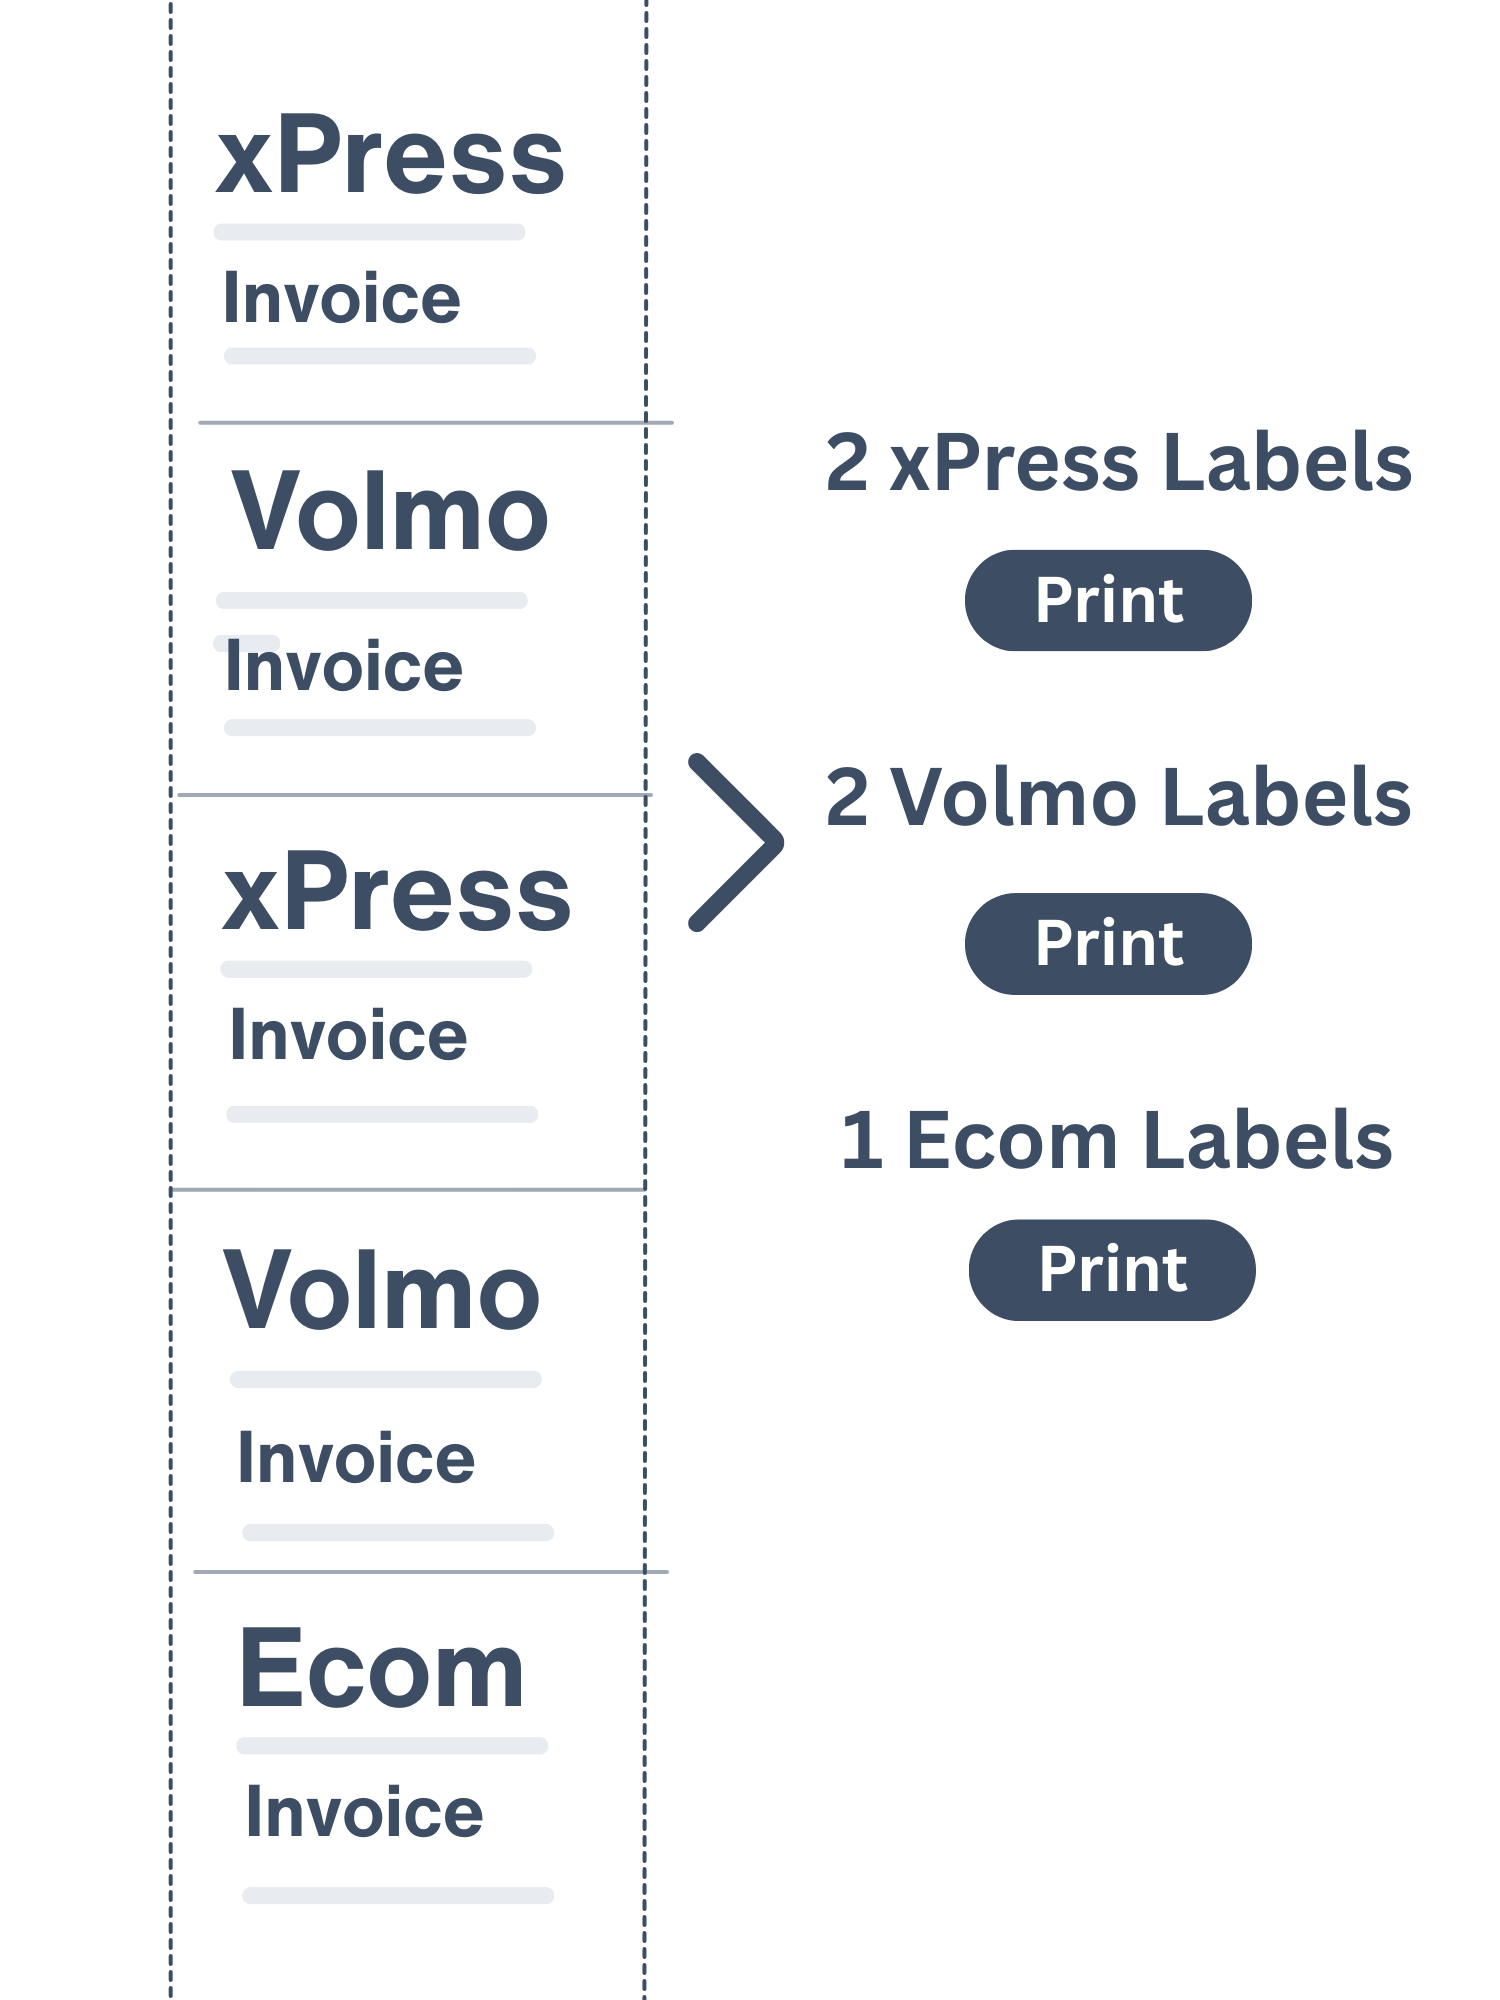 xPress
Invoice
Volmo
Invoice
xPress
Invoice
Volmo
Invoice
Ecom
Invoice
2 xPress Labels
Print
2 Volmo Labels
Print
1 Ecom Labels
Print